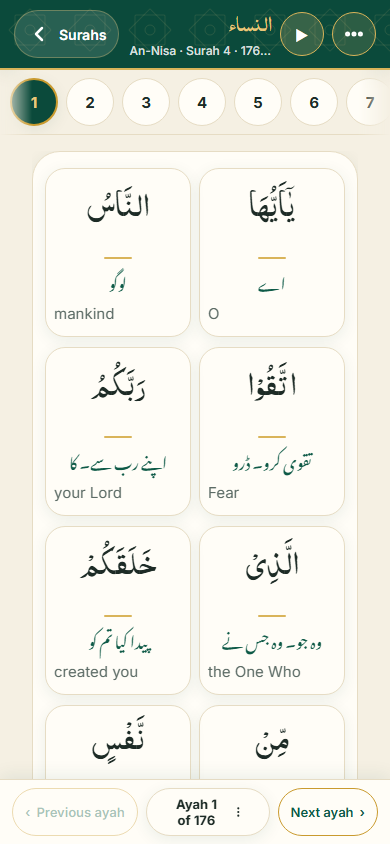 Surahs
النساء
An-Nisa · Surah 4 · 176...
1 2 3 4 5 6 7
يٰۤاَيُّهَا
اے
O
النَّاسُ
لوگو
mankind
اتَّقُوْا
تقوی کرو۔ ڈرو
Fear
رَبَّكُمُ
اپنے رب سے۔ کا
your Lord
الَّذِىْ
وہ جو۔ وہ جس نے
the One Who
خَلَقَكُمْ
پیدا کیا تم کو
created you
مِّنْ
نَّفْسٍ
‹ Previous ayah
Ayah 1
of 176
Next ayah ›